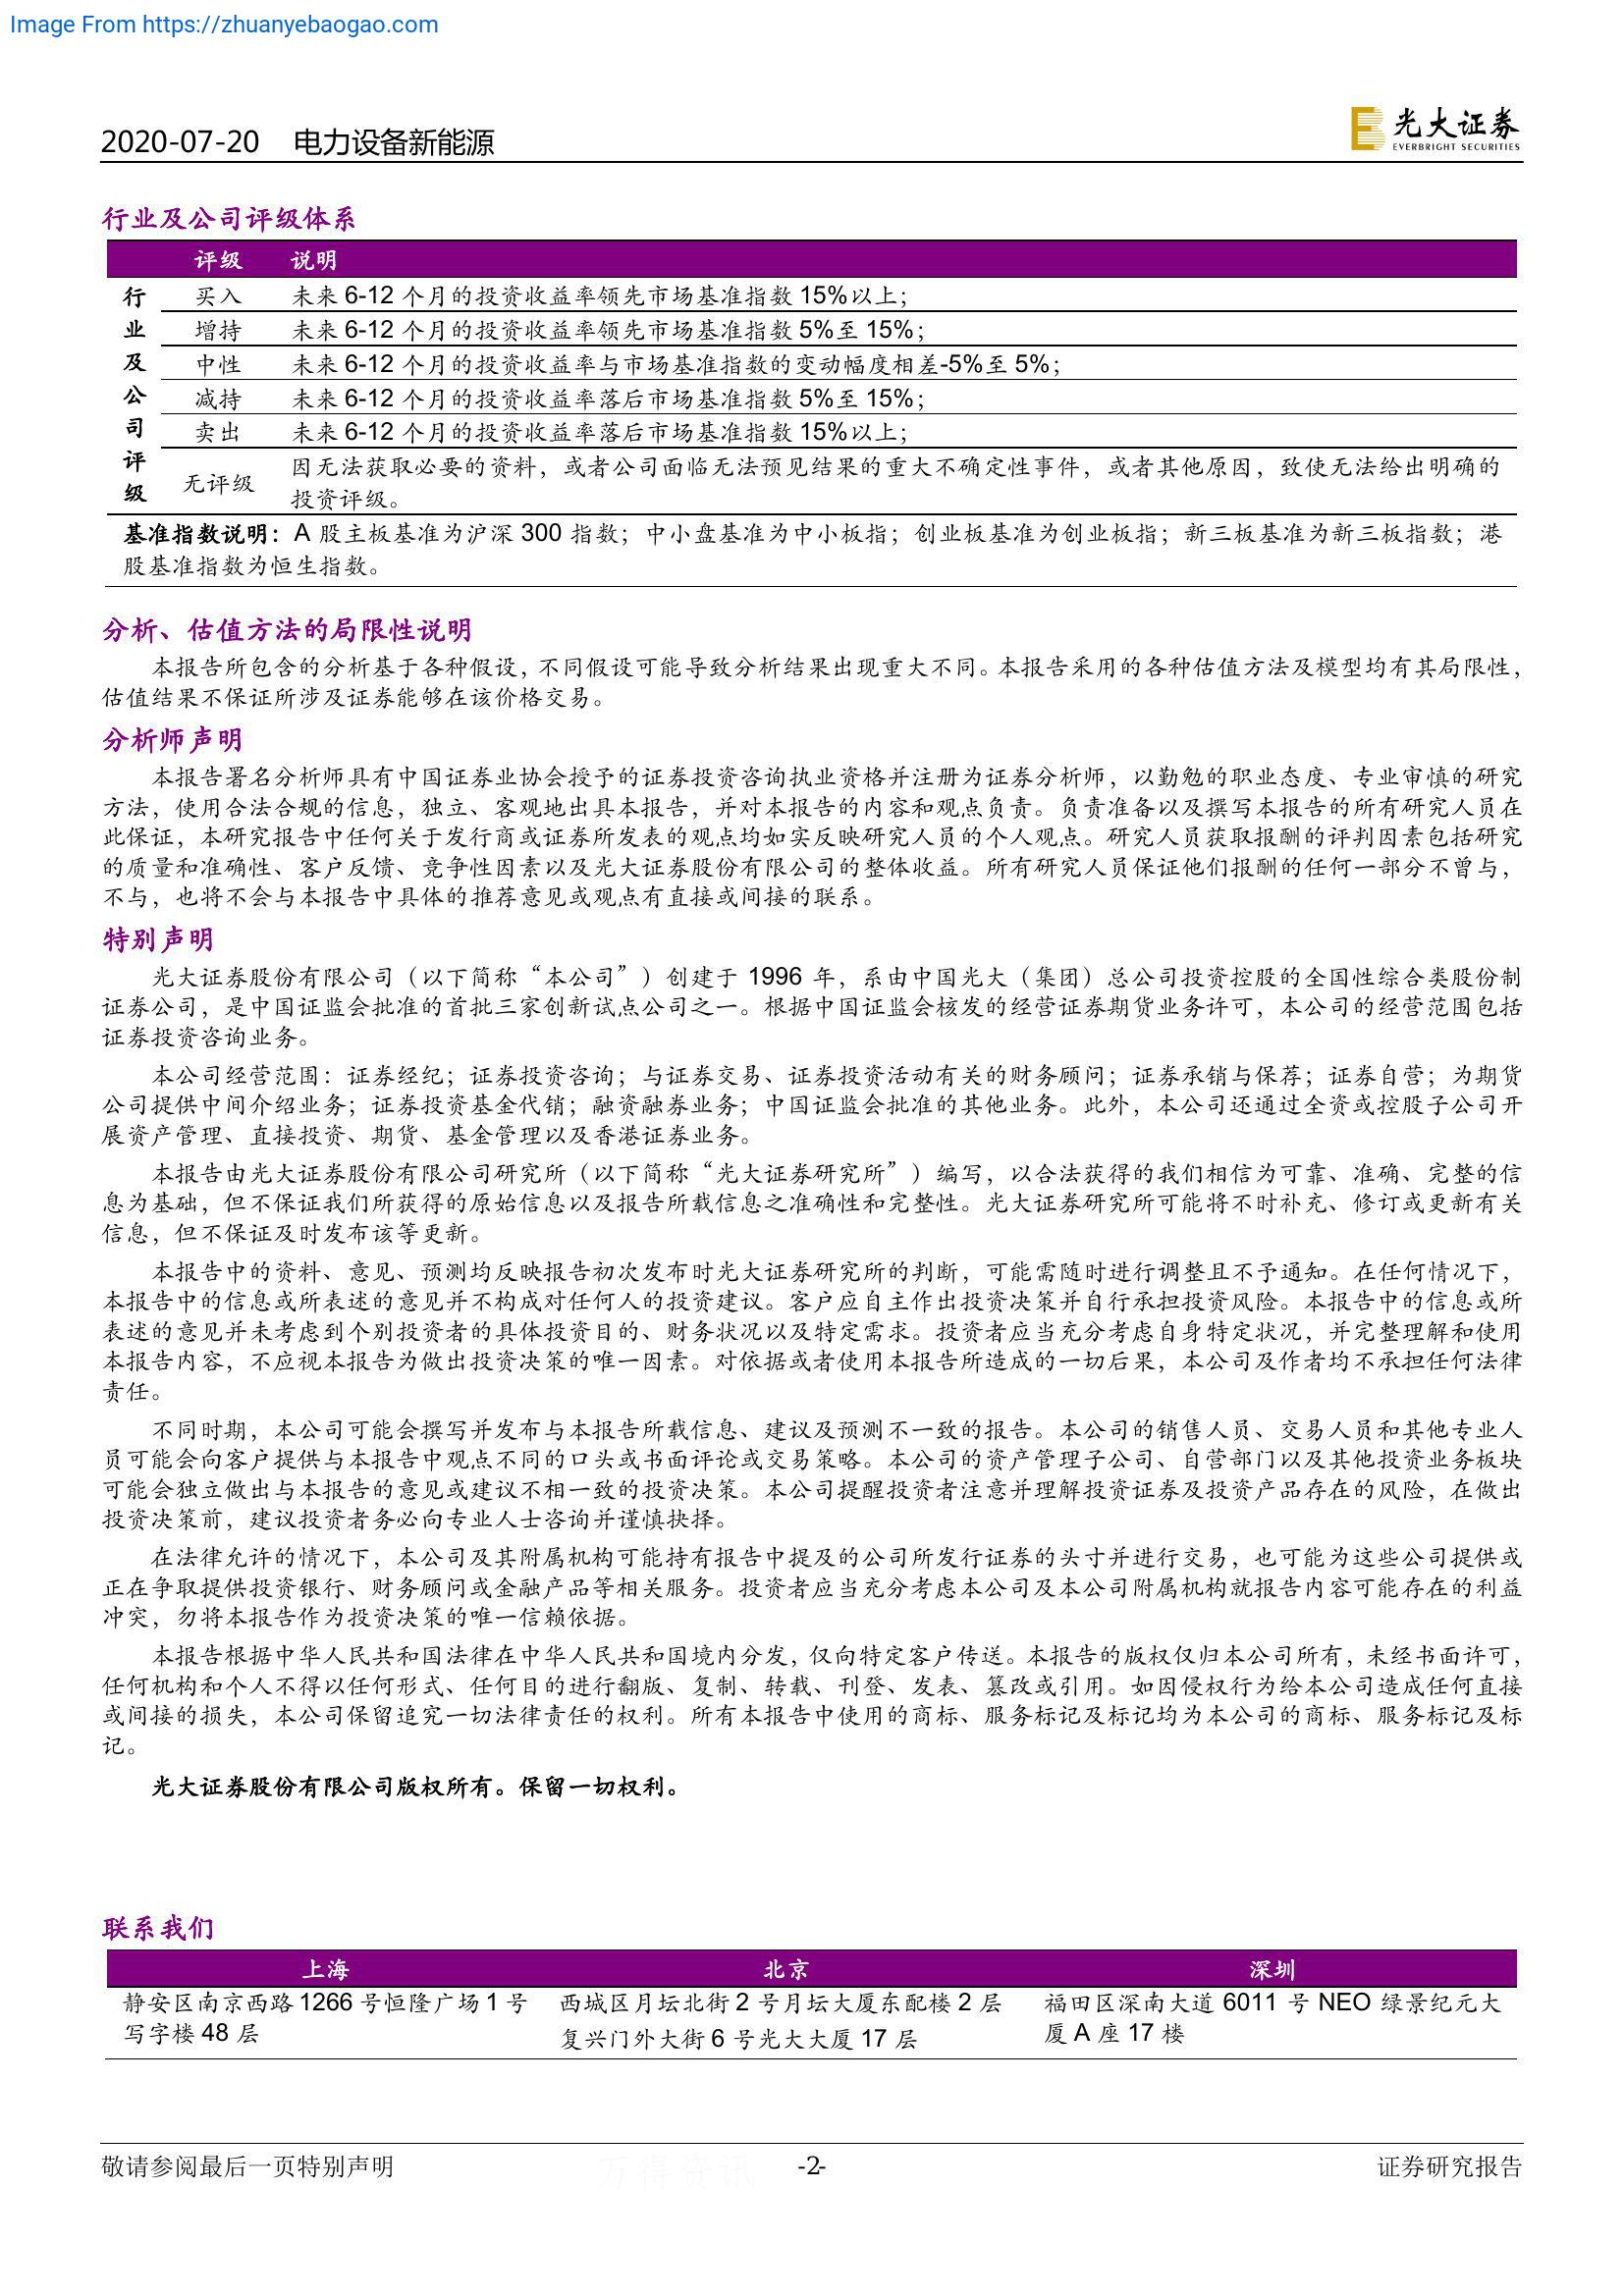 Image From https://zhuanyebaogao.com
2020-07-20 电力设备新能源
光大证券
EVERBRIGHT SECURITIES
行业及公司评级体系
评级 说明
行 买入 未来 6-12 个月的投资收益率领先市场基准指数 15%以上；
业 增持 未来 6-12 个月的投资收益率领先市场基准指数 5%至 15%；
及 中性 未来 6-12 个月的投资收益率与市场基准指数的变动幅度相差-5%至 5%；
公 减持 未来 6-12 个月的投资收益率落后市场基准指数 5%至 15%；
司 卖出 未来 6-12 个月的投资收益率落后市场基准指数 15%以上；
评 因无法获取必要的资料，或者公司面临无法预见结果的重大不确定性事件，或者其他原因，致使无法给出明确的
级 无评级 投资评级。
基准指数说明：A 股主板基准为沪深 300 指数；中小盘基准为中小板指；创业板基准为创业板指；新三板基准为新三板指数；港
股基准指数为恒生指数。
分析、估值方法的局限性说明
本报告所包含的分析基于各种假设，不同假设可能导致分析结果出现重大不同。本报告采用的各种估值方法及模型均有其局限性，
估值结果不保证所涉及证券能够在该价格交易。
分析师声明
本报告署名分析师具有中国证券业协会授予的证券投资咨询执业资格并注册为证券分析师，以勤勉的职业态度、专业审慎的研究
方法，使用合法合规的信息，独立、客观地出具本报告，并对本报告的内容和观点负责。负责准备以及撰写本报告的所有研究人员在
此保证，本研究报告中任何关于发行商或证券所发表的观点均如实反映研究人员的个人观点。研究人员获取报酬的评判因素包括研究
的质量和准确性、客户反馈、竞争性因素以及光大证券股份有限公司的整体收益。所有研究人员保证他们报酬的任何一部分不曾与，
不与，也将不会与本报告中具体的推荐意见或观点有直接或间接的联系。
特别声明
光大证券股份有限公司（以下简称“本公司”）创建于 1996 年，系由中国光大（集团）总公司投资控股的全国性综合类股份制
证券公司，是中国证监会批准的首批三家创新试点公司之一。根据中国证监会核发的经营证券期货业务许可，本公司的经营范围包括
证券投资咨询业务。
本公司经营范围：证券经纪；证券投资咨询；与证券交易、证券投资活动有关的财务顾问；证券承销与保荐；证券自营；为期货
公司提供中间介绍业务；证券投资基金代销；融资融券业务；中国证监会批准的其他业务。此外，本公司还通过全资或控股子公司开
展资产管理、直接投资、期货、基金管理以及香港证券业务。
本报告由光大证券股份有限公司研究所（以下简称“光大证券研究所”）编写，以合法获得的我们相信为可靠、准确、完整的信
息为基础，但不保证我们所获得的原始信息以及报告所载信息之准确性和完整性。光大证券研究所可能将不时补充、修订或更新有关
信息，但不保证及时发布该等更新。
本报告中的资料、意见、预测均反映报告初次发布时光大证券研究所的判断，可能需随时进行调整且不予通知。在任何情况下，
本报告中的信息或所表述的意见并不构成对任何人的投资建议。客户应自主作出投资决策并自行承担投资风险。本报告中的信息或所
表述的意见并未考虑到个别投资者的具体投资目的、财务状况以及特定需求。投资者应当充分考虑自身特定状况，并完整理解和使用
本报告内容，不应视本报告为做出投资决策的唯一因素。对依据或者使用本报告所造成的一切后果，本公司及作者均不承担任何法律
责任。
不同时期，本公司可能会撰写并发布与本报告所载信息、建议及预测不一致的报告。本公司的销售人员、交易人员和其他专业人
员可能会向客户提供与本报告中观点不同的口头或书面评论或交易策略。本公司的资产管理子公司、自营部门以及其他投资业务板块
可能会独立做出与本报告的意见或建议不相一致的投资决策。本公司提醒投资者注意并理解投资证券及投资产品存在的风险，在做出
投资决策前，建议投资者务必向专业人士咨询并谨慎抉择。
在法律允许的情况下，本公司及其附属机构可能持有报告中提及的公司所发行证券的头寸并进行交易，也可能为这些公司提供或
正在争取提供投资银行、财务顾问或金融产品等相关服务。投资者应当充分考虑本公司及本公司附属机构就报告内容可能存在的利益
冲突，勿将本报告作为投资决策的唯一信赖依据。
本报告根据中华人民共和国法律在中华人民共和国境内分发，仅向特定客户传送。本报告的版权仅归本公司所有，未经书面许可，
任何机构和个人不得以任何形式、任何目的进行翻版、复制、转载、刊登、发表、篡改或引用。如因侵权行为给本公司造成任何直接
或间接的损失，本公司保留追究一切法律责任的权利。所有本报告中使用的商标、服务标记及标记均为本公司的商标、服务标记及标
记。
光大证券股份有限公司版权所有。保留一切权利。
联系我们
上海 北京 深圳
静安区南京西路 1266 号恒隆广场 1 号 西城区月坛北街 2 号月坛大厦东配楼 2 层 福田区深南大道 6011 号 NEO 绿景纪元大
写字楼 48 层 复兴门外大街 6 号光大大厦 17 层 厦 A 座 17 楼
敬请参阅最后一页特别声明 万得资讯 -2- 证券研究报告